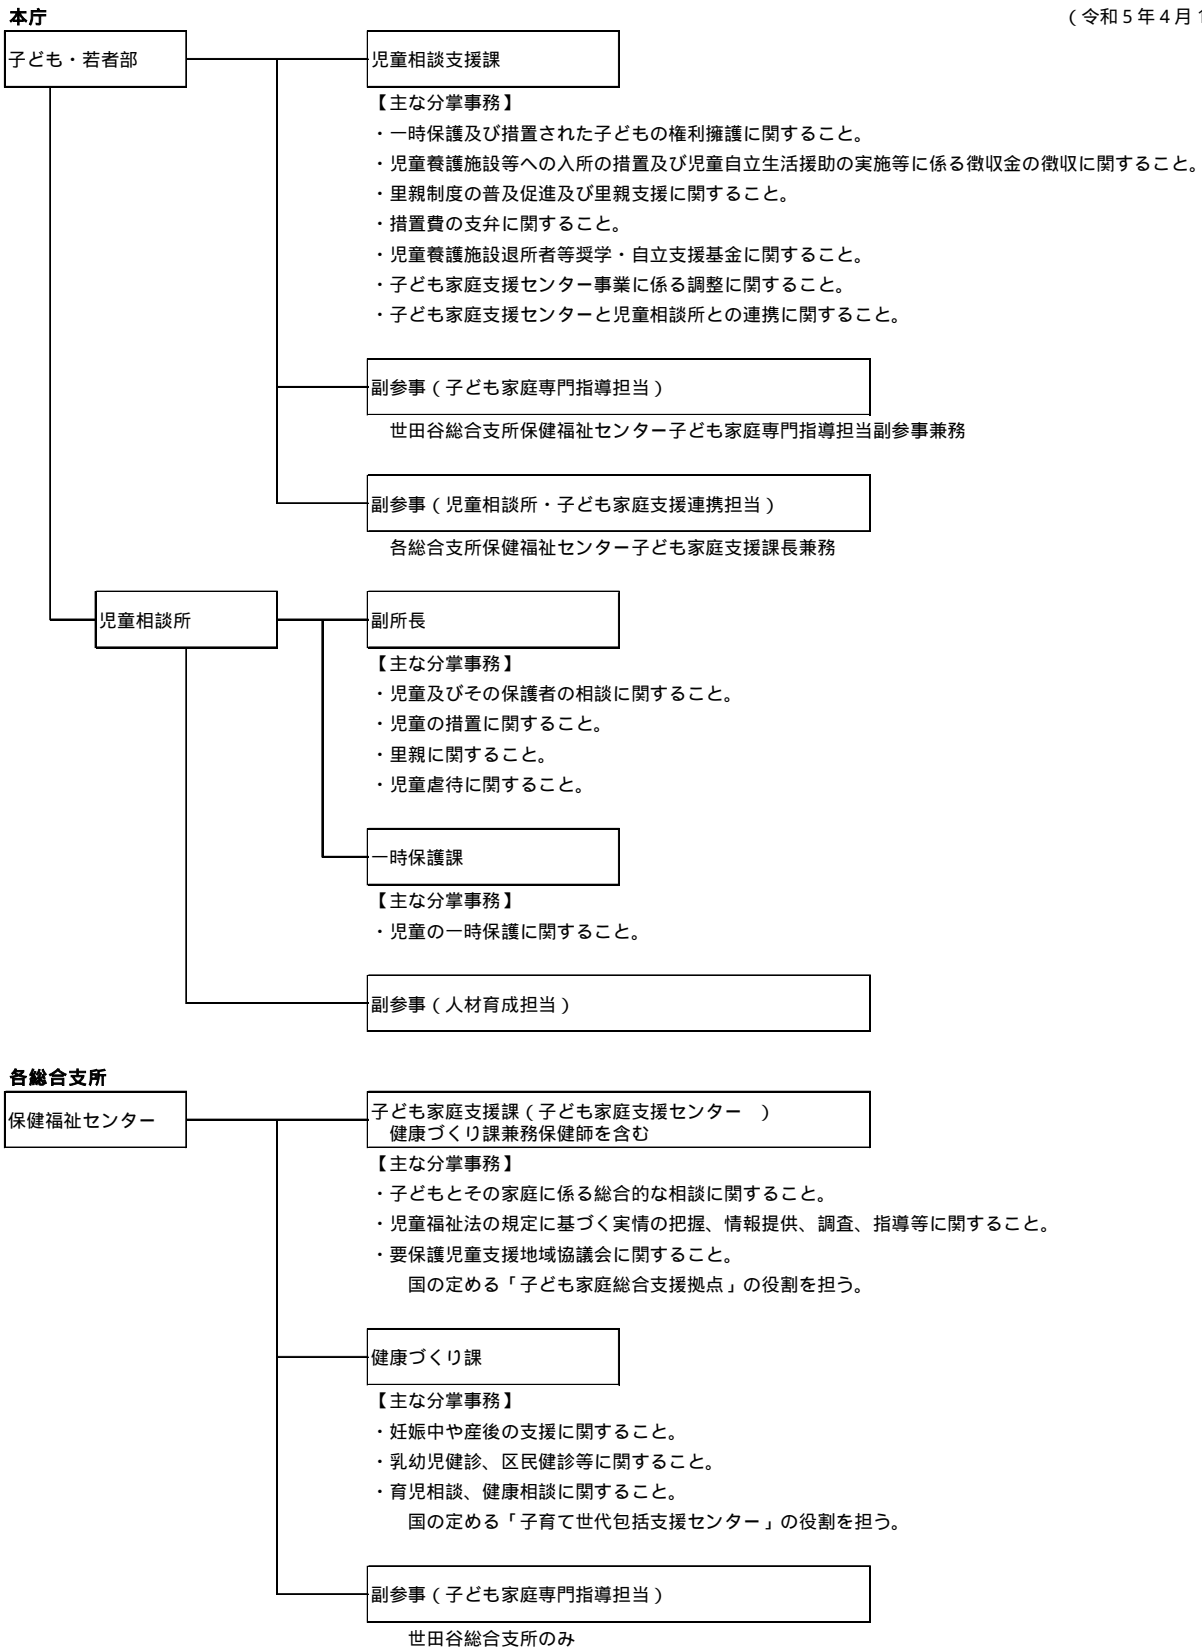 本庁
(令和5年4月1
子ども・若者部
児童相談支援課
【主な分掌事務】
・一時保護及び措置された子どもの権利擁護に関すること。
・児童養護施設等への入所の措置及び児童自立生活援助の実施等に係る徴収金の徴収に関すること。
・里親制度の普及促進及び里親支援に関すること。
・措置費の支弁に関すること。
・児童養護施設退所者等奨学・自立支援基金に関すること。
・子ども家庭支援センター事業に係る調整に関すること。
・子ども家庭支援センターと児童相談所との連携に関すること。
副参事(子ども家庭専門指導担当)
世田谷総合支所保健福祉センター子ども家庭専門指導担当副参事兼務
副参事(児童相談所・子ども家庭支援連携担当)
各総合支所保健福祉センター子ども家庭支援課長兼務
児童相談所
副所長
【主な分掌事務】
・児童及びその保護者の相談に関すること。
・児童の措置に関すること。
・里親に関すること。
・児童虐待に関すること。
一時保護課
【主な分掌事務】
・児童の一時保護に関すること。
副参事(人材育成担当)
各総合支所
保健福祉センター
子ども家庭支援課(子ども家庭支援センター )
健康づくり課兼務保健師を含む
【主な分掌事務】
・子どもとその家庭に係る総合的な相談に関すること。
・児童福祉法の規定に基づく実情の把握、情報提供、調査、指導等に関すること。
・要保護児童支援地域協議会に関すること。
国の定める「子ども家庭総合支援拠点」の役割を担う。
健康づくり課
【主な分掌事務】
・妊娠中や産後の支援に関すること。
・乳幼児健診、区民健診等に関すること。
・育児相談、健康相談に関すること。
国の定める「子育て世代包括支援センター」の役割を担う。
副参事(子ども家庭専門指導担当)
世田谷総合支所のみ